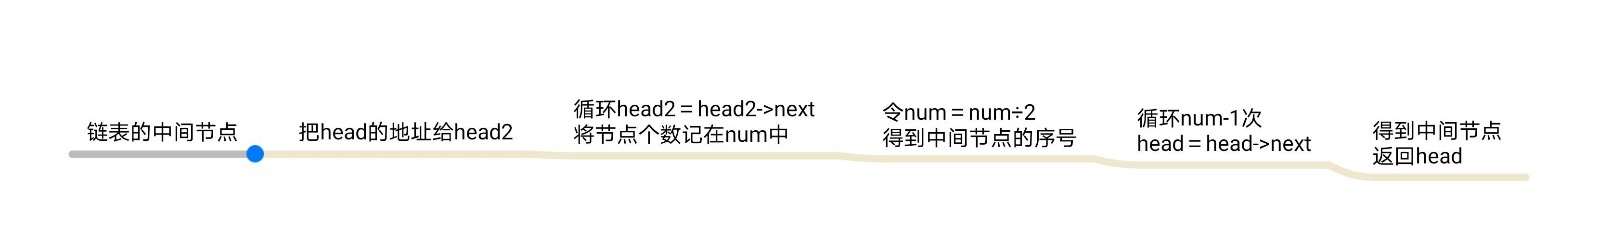 链表的中间节点
把head的地址给head2
循环head2＝head2->next
将节点个数记在num中
令num＝num÷2
得到中间节点的序号
循环num-1次
head＝head->next
得到中间节点
返回head